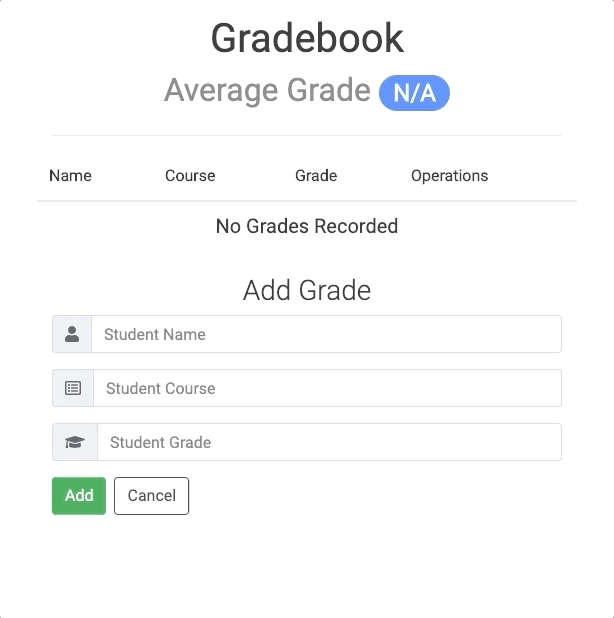 Gradebook
Average Grade N/A
Name Course Grade Operations
No Grades Recorded
Add Grade
Student Name
Student Course
Student Grade
Add Cancel